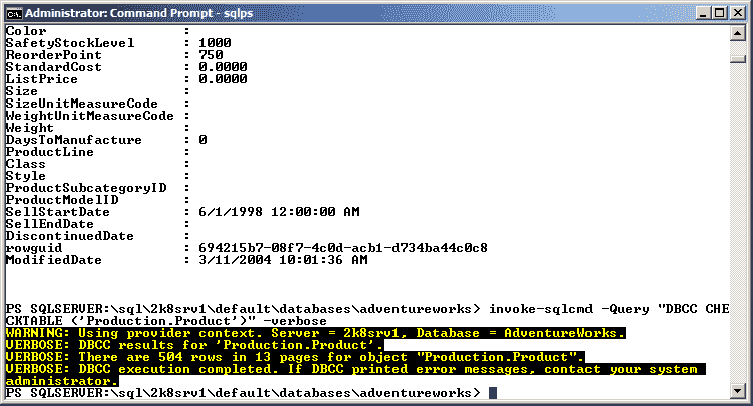 Administrator: Command Prompt - sqlps
Color :
SafetyStockLevel : 1000
ReorderPoint : 750
StandardCost : 0.0000
ListPrice : 0.0000
Size :
SizeUnitMeasureCode :
WeightUnitMeasureCode :
Weight :
DaysToManufacture : 0
ProductLine :
Class :
Style :
ProductSubcategoryID :
ProductModelID :
SellStartDate : 6/1/1998 12:00:00 AM
SellEndDate :
DiscontinuedDate :
rowguid : 694215b7-08f7-4c0d-acb1-d734ba44c0c8
ModifiedDate : 3/11/2004 10:01:36 AM
PS SQLSERVER:\sql\2k8srv1\default\databases\adventureworks> invoke-sqlcmd -Query "DBCC CHE
CKTABLE ('Production.Product')" -verbose
WARNING: Using provider context. Server = 2k8srv1, Database = AdventureWorks.
VERBOSE: DBCC results for 'Production.Product'.
VERBOSE: There are 504 rows in 13 pages for object "Production.Product".
VERBOSE: DBCC execution completed. If DBCC printed error messages, contact your system
administrator.
PS SQLSERVER:\sql\2k8srv1\default\databases\adventureworks>